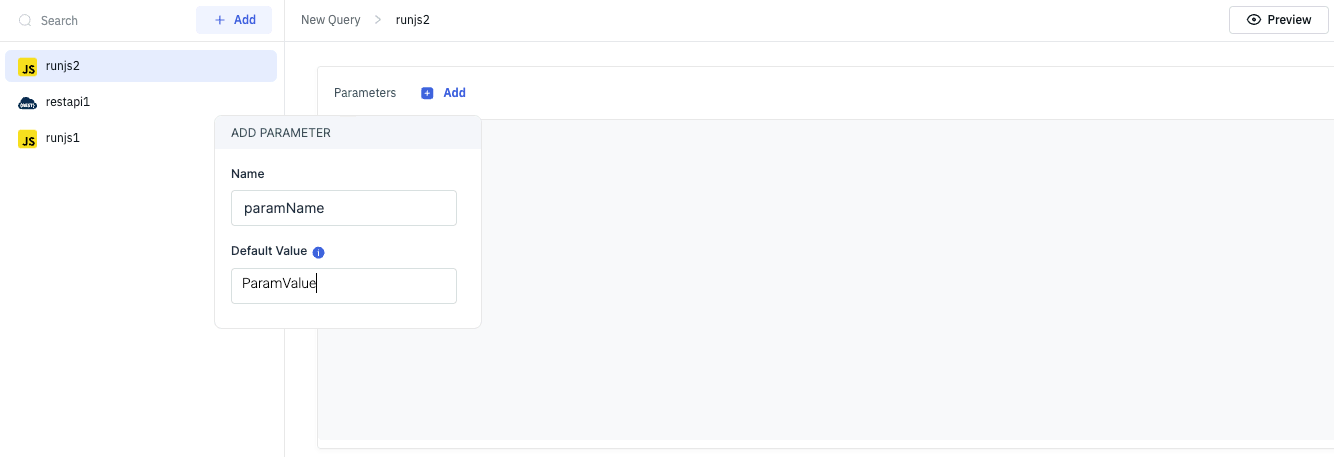 Search
+ Add
New Query > runjs2
Preview
JS runjs2
REST restapi1
JS runjs1
Parameters
Add
ADD PARAMETER
Name
paramName
Default Value i
ParamValue